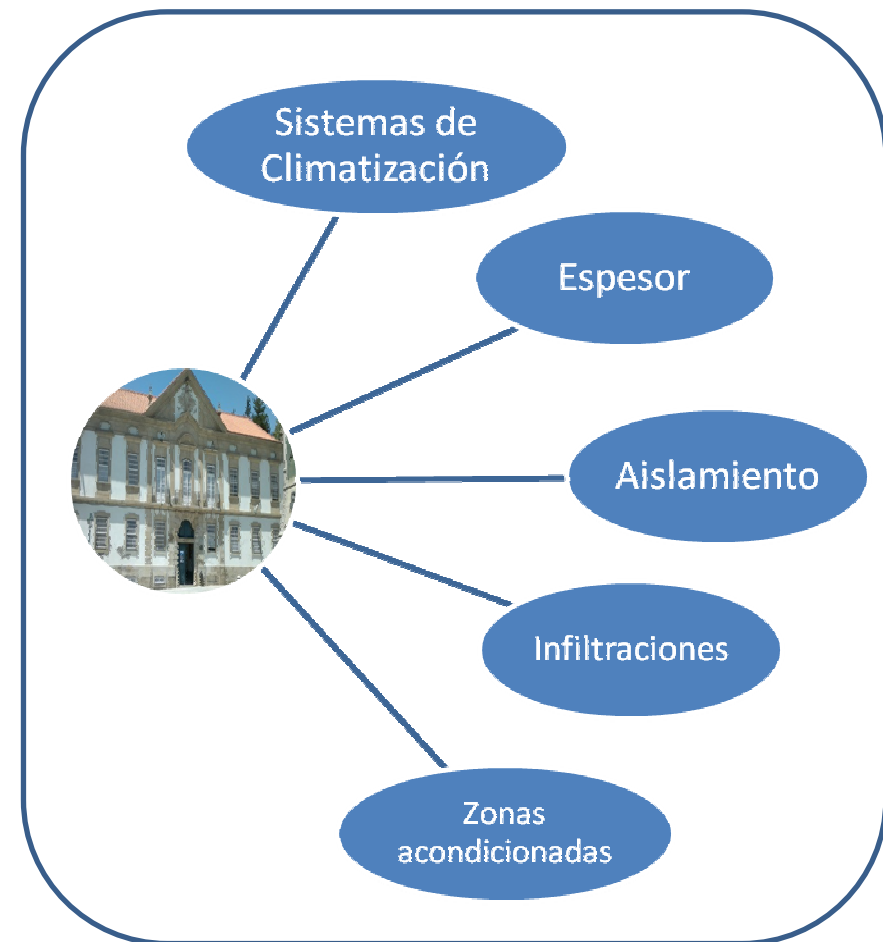 Sistemas de
Climatización
Espesor
Aislamiento
Infiltraciones
Zonas
acondicionadas